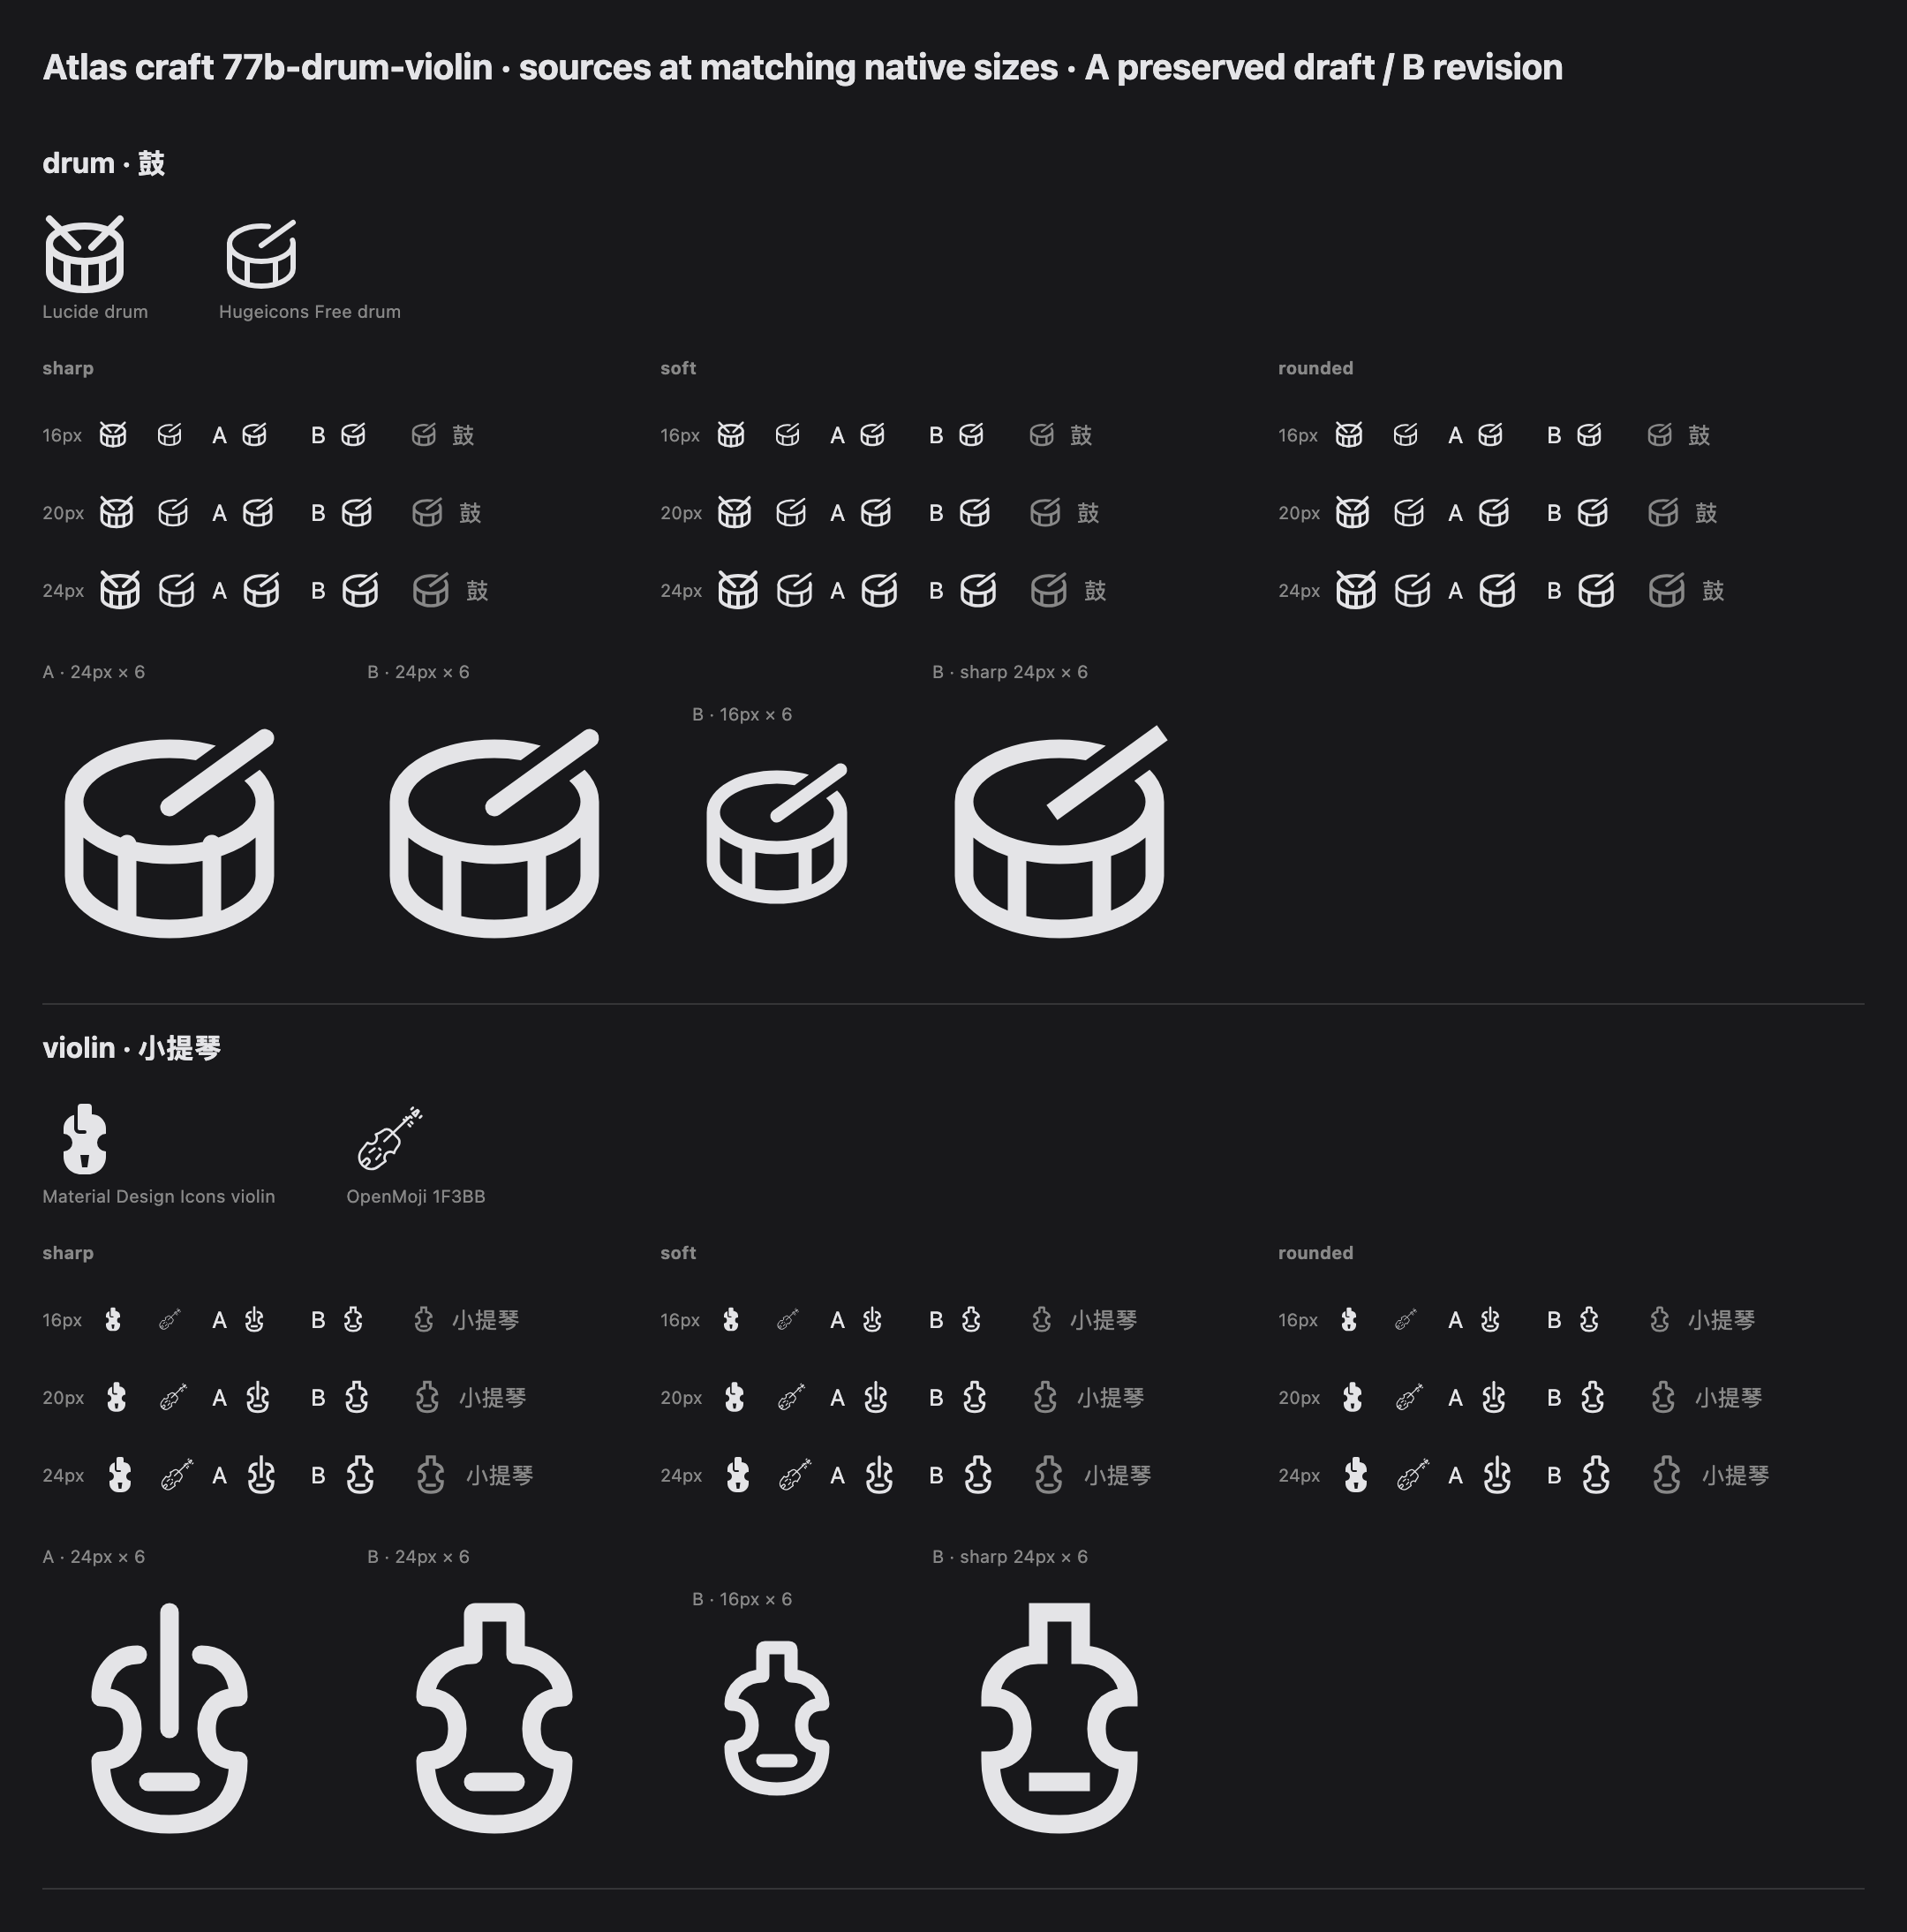 Atlas craft 77b-drum-violin · sources at matching native sizes · A preserved draft / B revision
drum · 鼓
Lucide drum Hugeicons Free drum
sharp soft rounded
16px A B 鼓 16px A B 鼓 16px A B 鼓
20px A B 鼓 20px A B 鼓 20px A B 鼓
24px A B 鼓 24px A B 鼓 24px A B 鼓
A · 24px × 6 B · 24px × 6 B · sharp 24px × 6
B · 16px × 6
violin · 小提琴
Material Design Icons violin OpenMoji 1F3BB
sharp soft rounded
16px A B 小提琴 16px A B 小提琴 16px A B 小提琴
20px A B 小提琴 20px A B 小提琴 20px A B 小提琴
24px A B 小提琴 24px A B 小提琴 24px A B 小提琴
A · 24px × 6 B · 24px × 6 B · sharp 24px × 6
B · 16px × 6